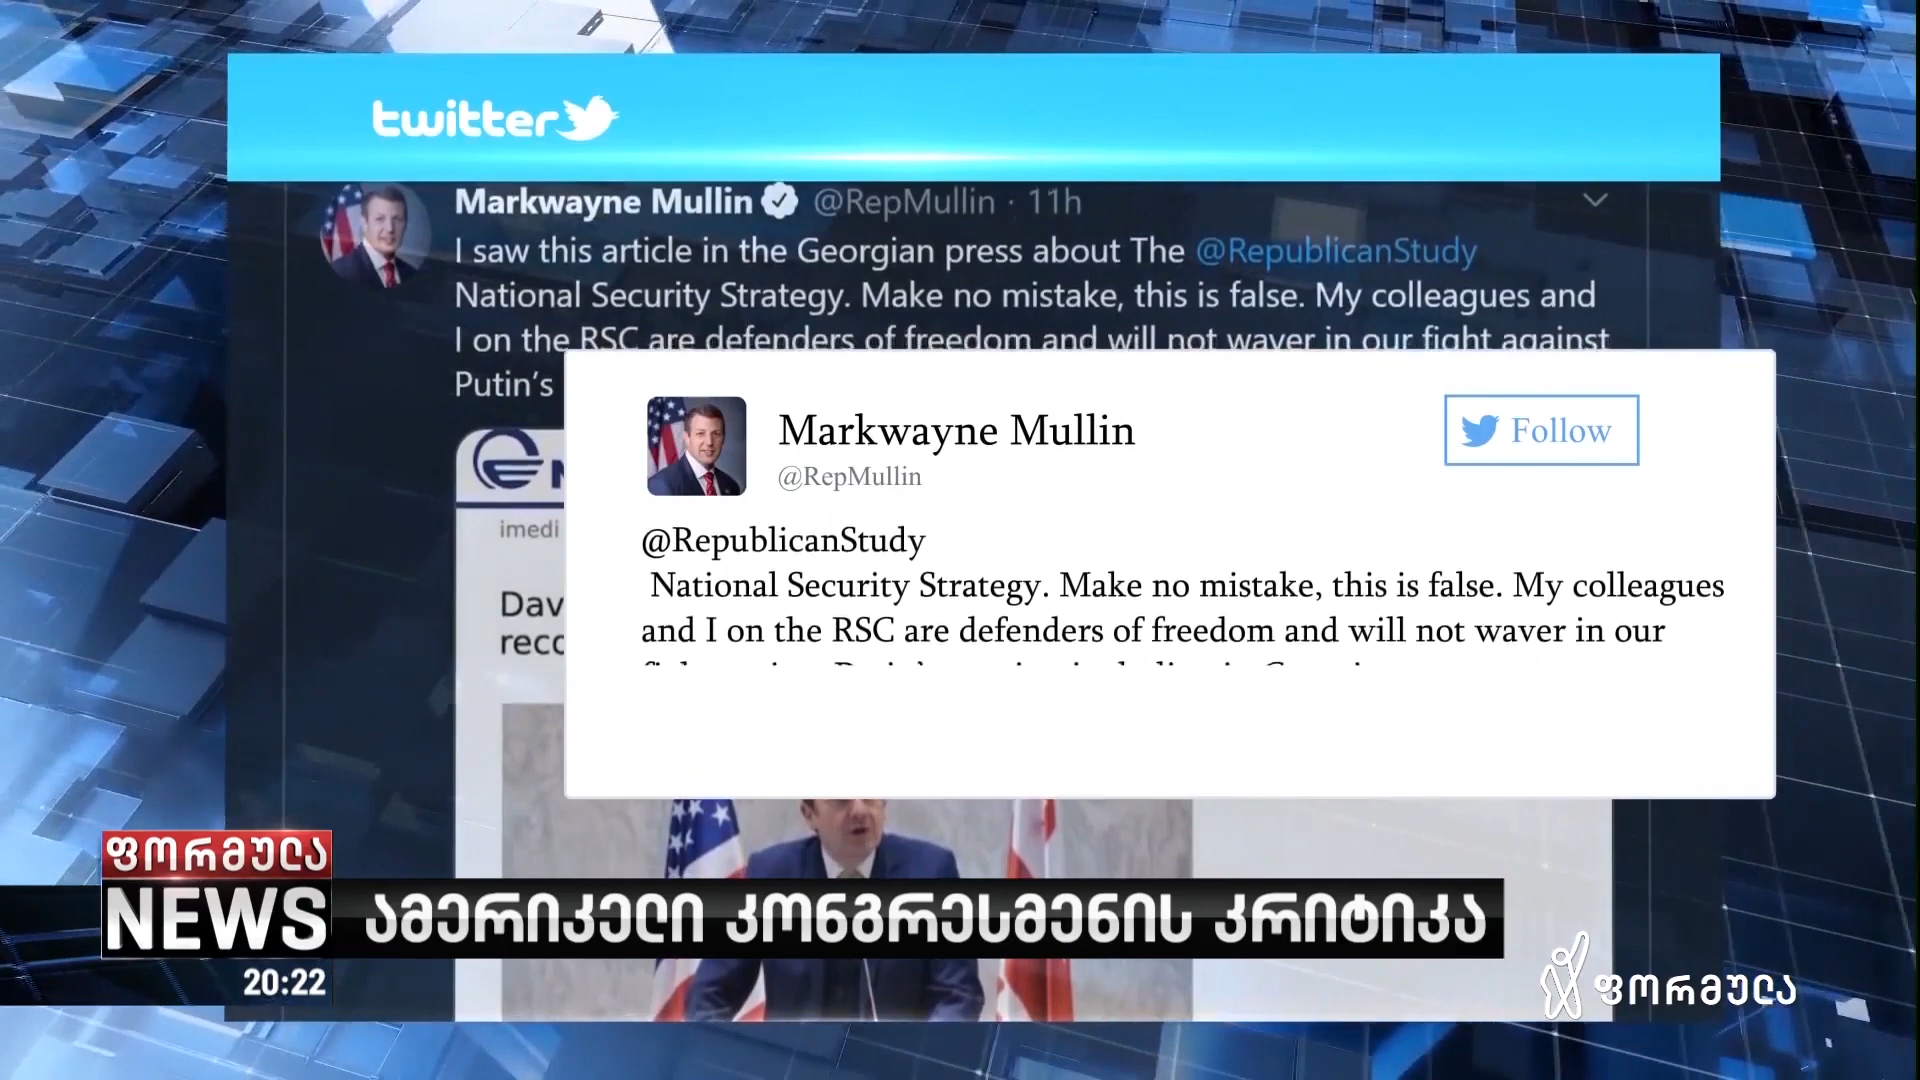 twitter
Markwayne Mullin @RepMullin · 11h
I saw this article in the Georgian press about The @RepublicanStudy
National Security Strategy. Make no mistake, this is false. My colleagues and
I on the RSC are defenders of freedom and will not waver in our fight against
Putin's
imedi
Markwayne Mullin
@RepMullin
Follow
@RepublicanStudy
National Security Strategy. Make no mistake, this is false. My colleagues
and I on the RSC are defenders of freedom and will not waver in our
ფორმულა
NEWS
ამერიკელი კონგრესმენის კრიტიკა
20:22
ფორმულა